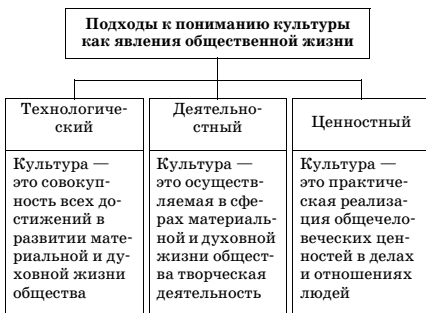 Подходы к пониманию культуры
как явления общественной жизни
Технологиче-
ский
Культура —
это совокуп-
ность всех до-
стижений в
развитии мате-
риальной и ду-
ховной жизни
общества
Деятельно-
стный
Культура —
это осуществ-
ляемая в сфе-
рах материаль-
ной и духовной
жизни общест-
ва творческая
деятельность
Ценностный
Культура —
это практиче-
ская реализа-
ция общечело-
веческих цен-
ностей в делах
и отношениях
людей